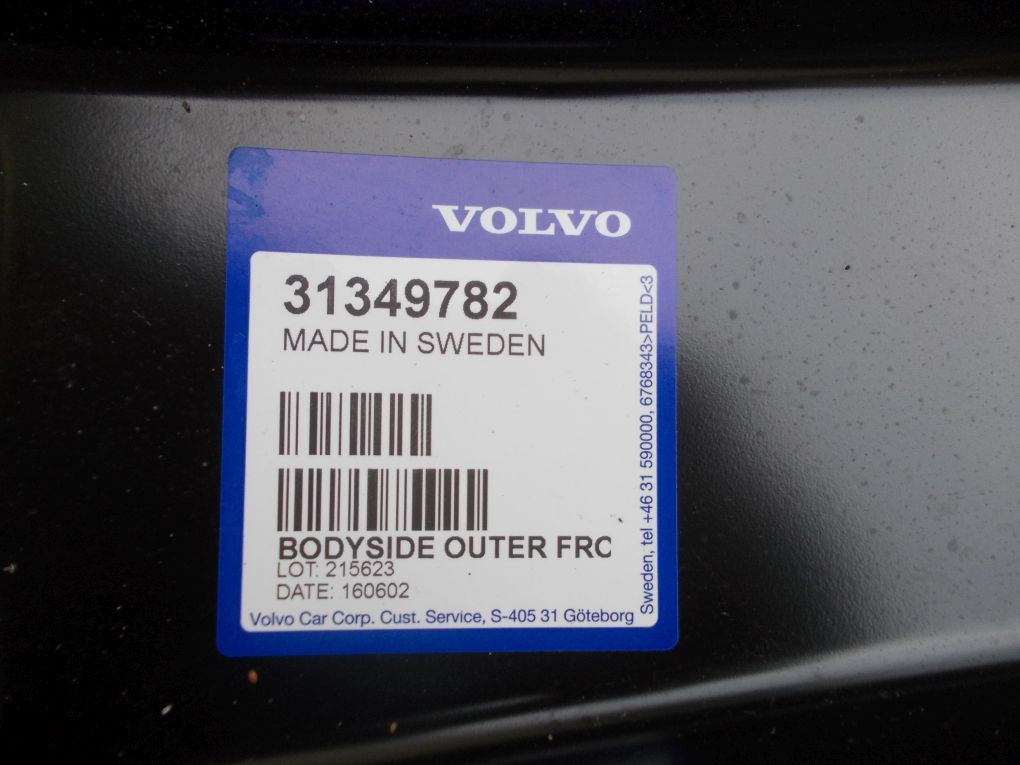 VOLVO
31349782
MADE IN SWEDEN
BODYSIDE OUTER FRC
LOT: 215623
DATE: 160602
Volvo Car Corp. Cust. Service, S-405 31 Göteborg
Sweden, tel +46 31 590000, 6768343>PELD<3